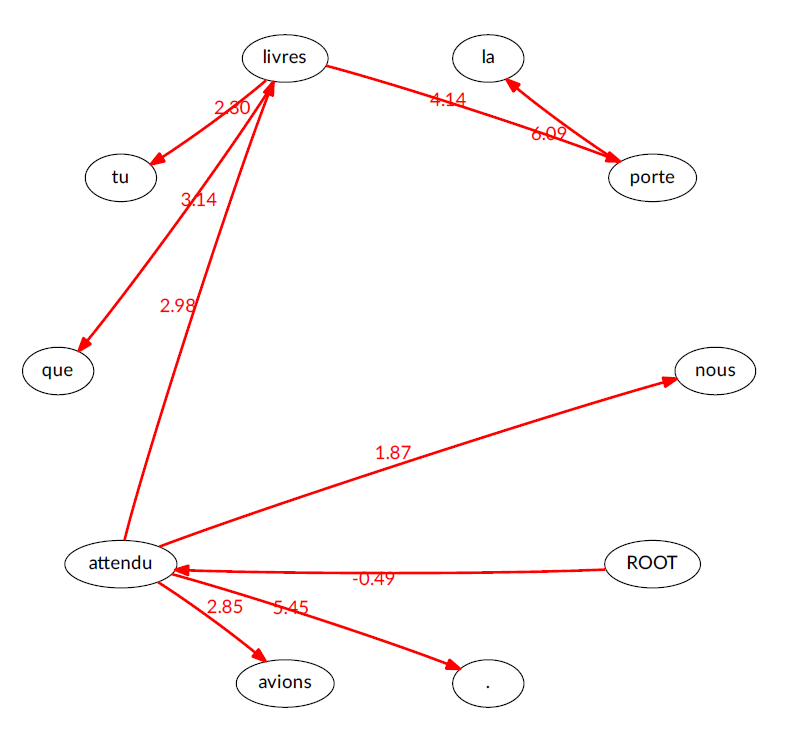 livres
la
2.30
4.14
6.09
tu
porte
3.14
2.98
que
nous
1.87
attendu
ROOT
-0.49
2.85
5.45
avions
.